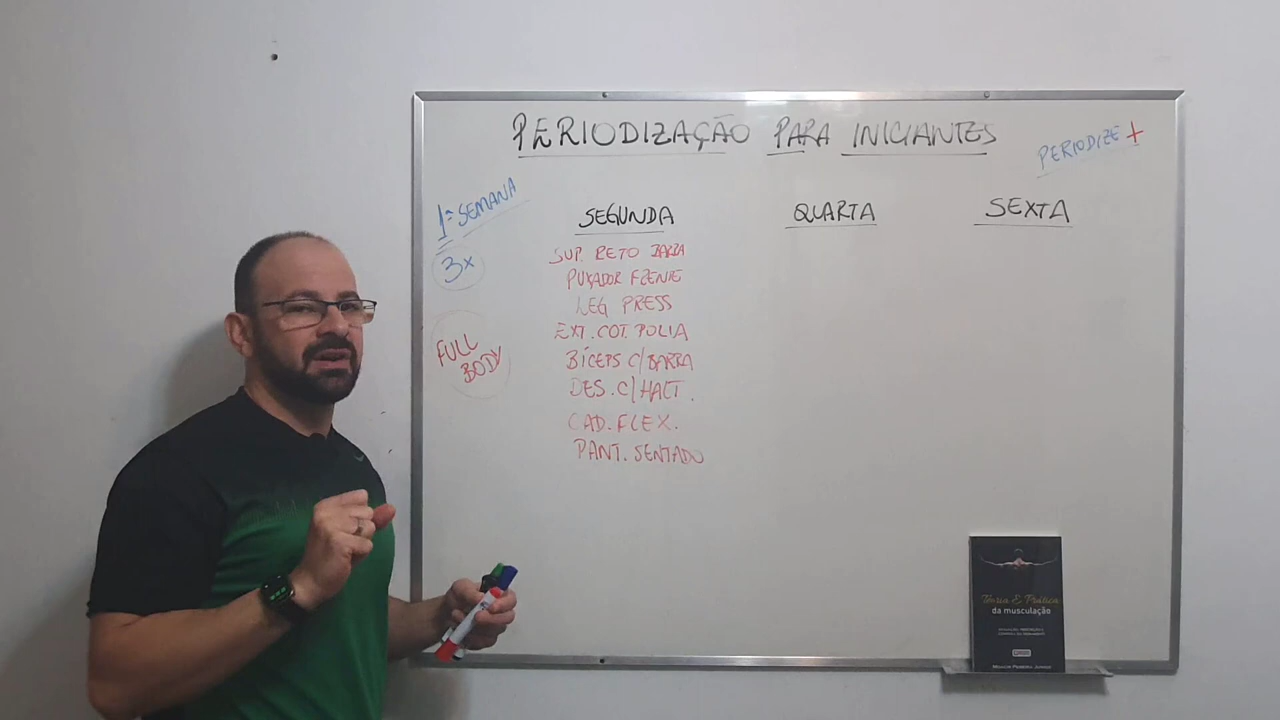 PERIODIZAÇÃO PARA INICIANTES
PERIODIZE +
1ª SEMANA
3x
FULL
BODY
SEGUNDA
SUP. RETO BARRA
PUXADOR FRENTE
LEG PRESS
EXT. COT. POLIA
BÍCEPS C/ BARRA
DES. C/ HALT.
CAD. FLEX.
PANT. SENTADO
QUARTA
SEXTA
Teoria & Prática
da musculação